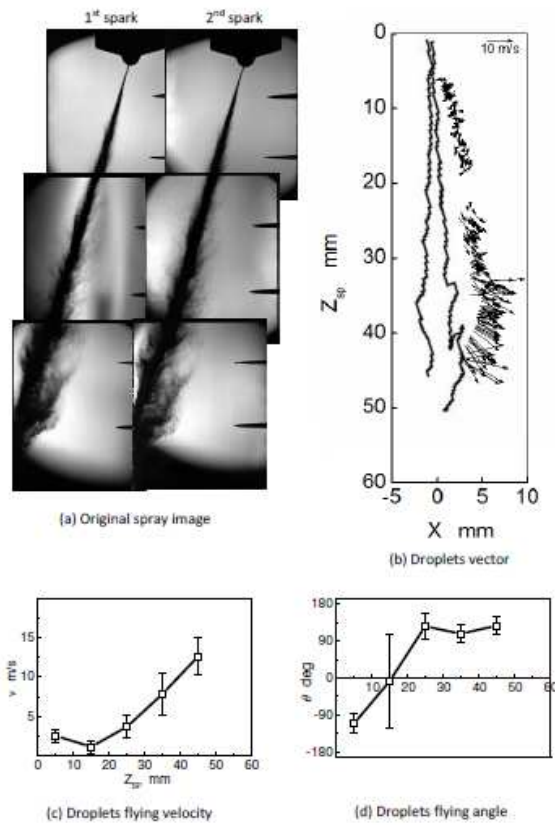 1st spark
2nd spark
(a) Original spray image
0
10
20
30
40
50
60
-5
0
5
10
10 m/s
Zsp mm
X mm
(b) Droplets vector
15
10
5
0
10
20
30
40
50
60
v m/s
Zsp mm
(c) Droplets flying velocity
180
90
0
-90
-180
10
20
30
40
50
60
θ deg
(d) Droplets flying angle